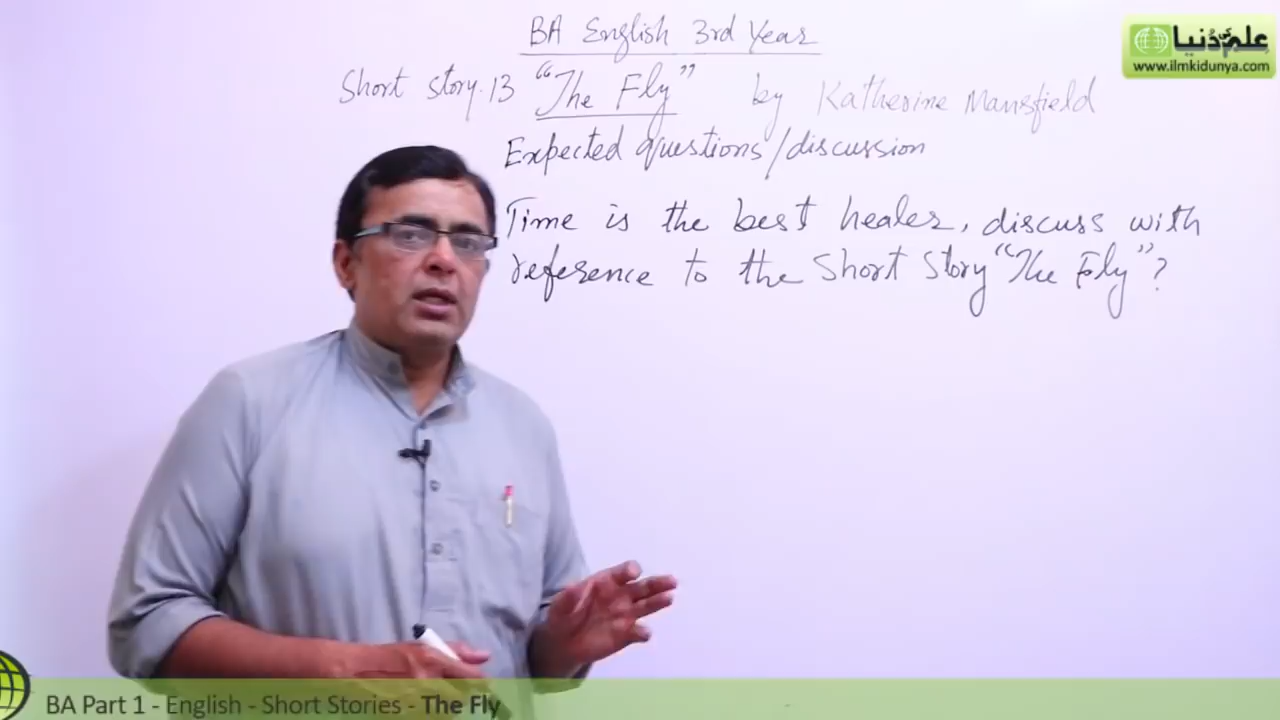 BA English 3rd Year
Short story.13 "The Fly" by Katherine Mansfield
Expected questions/discussion
Time is the best healer, discuss with
reference to the Short Story "The Fly"?
علم کی دُنیا
www.ilmkidunya.com
BA Part 1 - English - Short Stories - The Fly